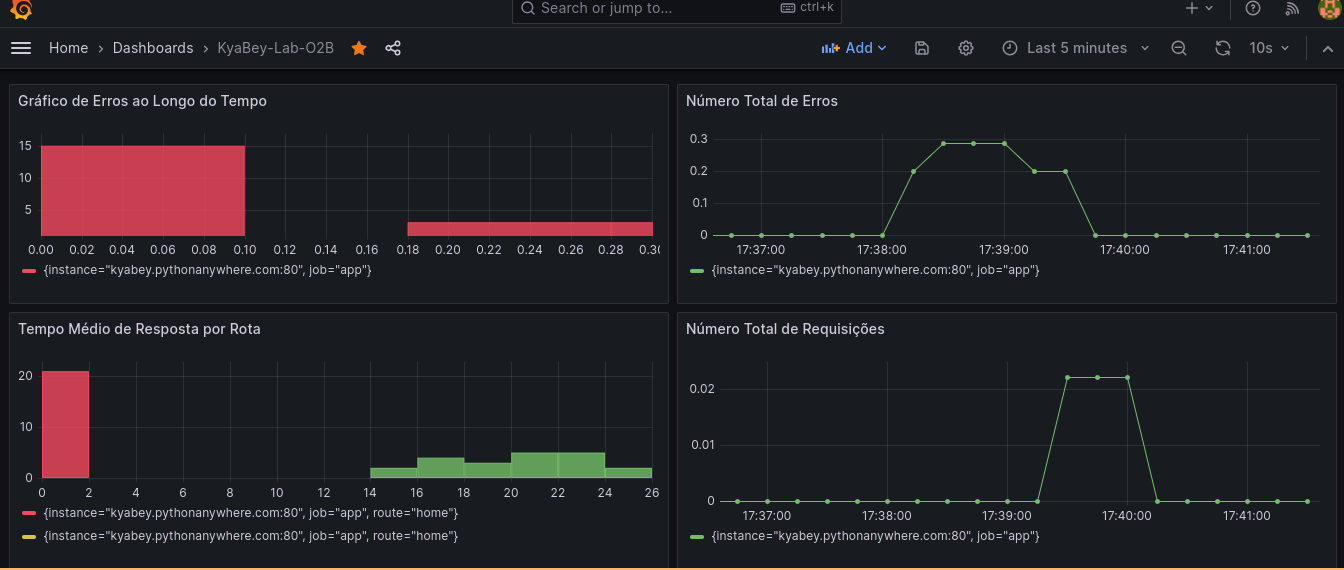 Search or jump to...
ctrl+k
Home
Dashboards
KyaBey-Lab-O2B
Add
Last 5 minutes
10s
Gráfico de Erros ao Longo do Tempo
15
10
5
0.00 0.02 0.04 0.06 0.08 0.10 0.12 0.14 0.16 0.18 0.20 0.22 0.24 0.26 0.28 0.30
{instance="kyabey.pythonanywhere.com:80", job="app"}
Número Total de Erros
0.3
0.2
0.1
0
17:37:00 17:38:00 17:39:00 17:40:00 17:41:00
{instance="kyabey.pythonanywhere.com:80", job="app"}
Tempo Médio de Resposta por Rota
20
10
0
0 2 4 6 8 10 12 14 16 18 20 22 24 26
{instance="kyabey.pythonanywhere.com:80", job="app", route="home"}
{instance="kyabey.pythonanywhere.com:80", job="app", route="home"}
Número Total de Requisições
0.02
0.01
0
17:37:00 17:38:00 17:39:00 17:40:00 17:41:00
{instance="kyabey.pythonanywhere.com:80", job="app"}